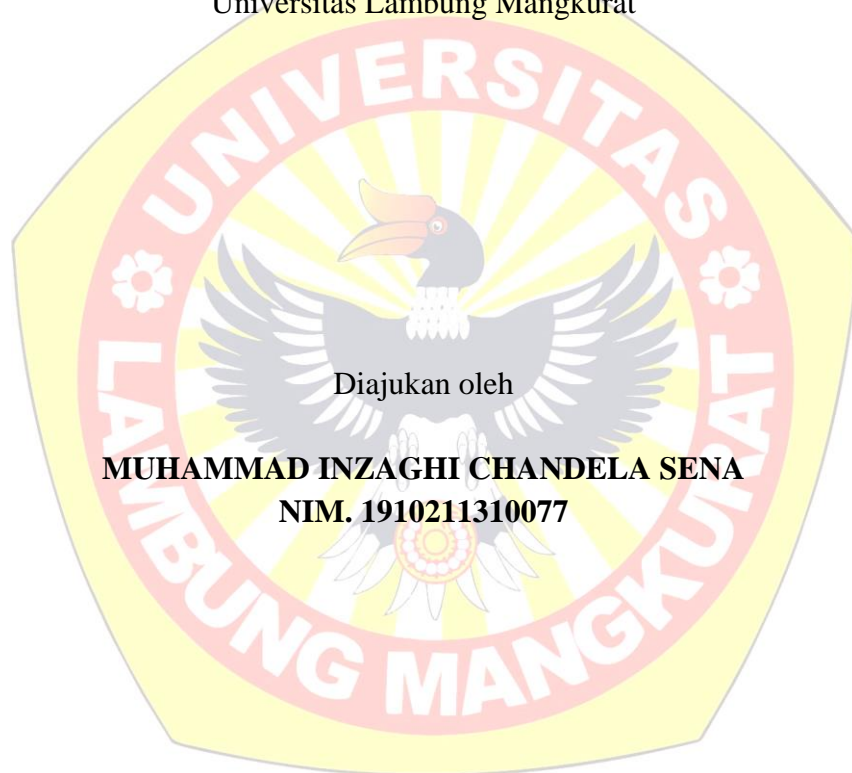 Universitas Lambung Mangkurat
UNIVERSITAS
LAMBUNG MANGKURAT
Diajukan oleh
MUHAMMAD INZAGHI CHANDELA SENA
NIM. 1910211310077